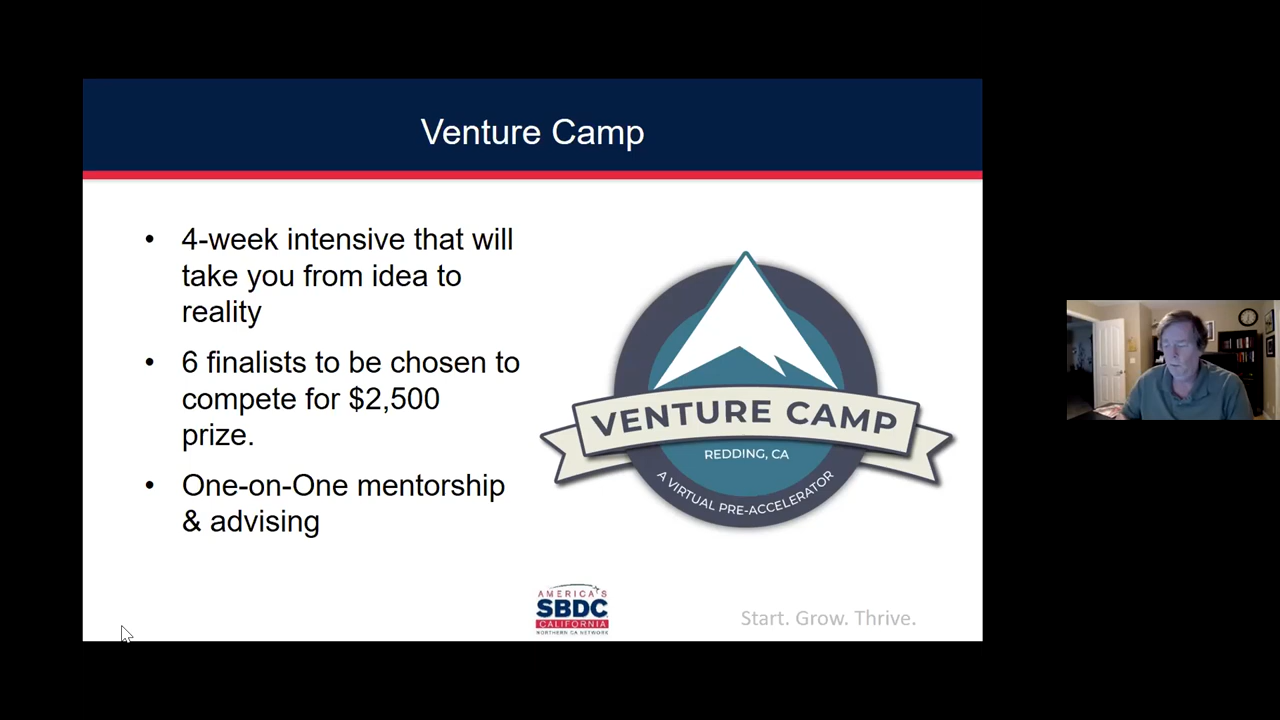 Venture Camp
• 4-week intensive that will
take you from idea to
reality
• 6 finalists to be chosen to
compete for $2,500
prize.
• One-on-One mentorship
& advising
VENTURE CAMP
REDDING, CA
A VIRTUAL PRE-ACCELERATOR
AMERICA'S
SBDC
CALIFORNIA
NORTHERN CA NETWORK
Start. Grow. Thrive.